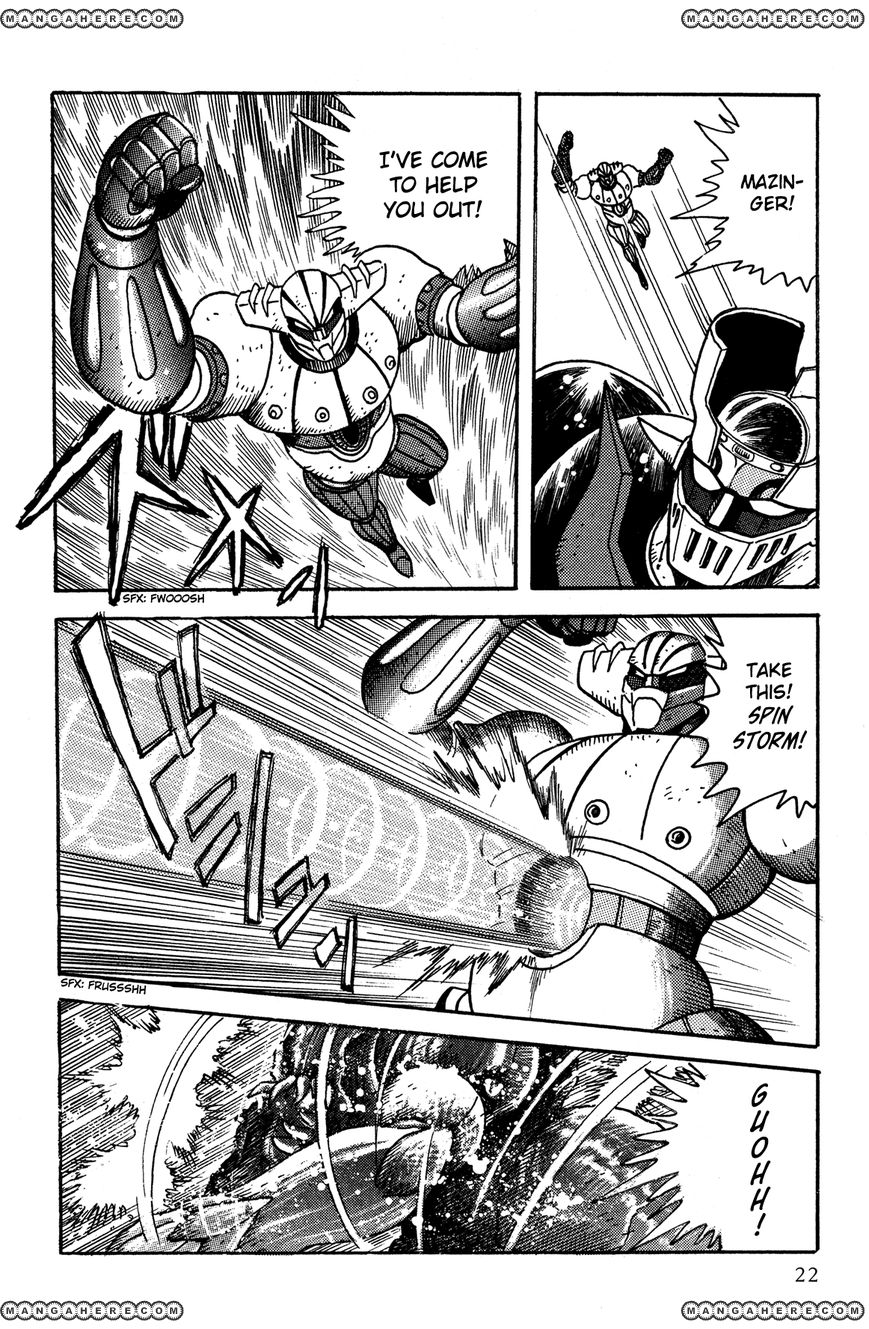 MANGAHERE.COM
MANGAHERE.COM
MAZIN-
GER!
I'VE COME
TO HELP
YOU OUT!
SFX: FWOOOSH
TAKE
THIS!
SPIN
STORM!
SFX: FRUSSSHH
GUOHH!
22
MANGAHERE.COM
MANGAHERE.COM